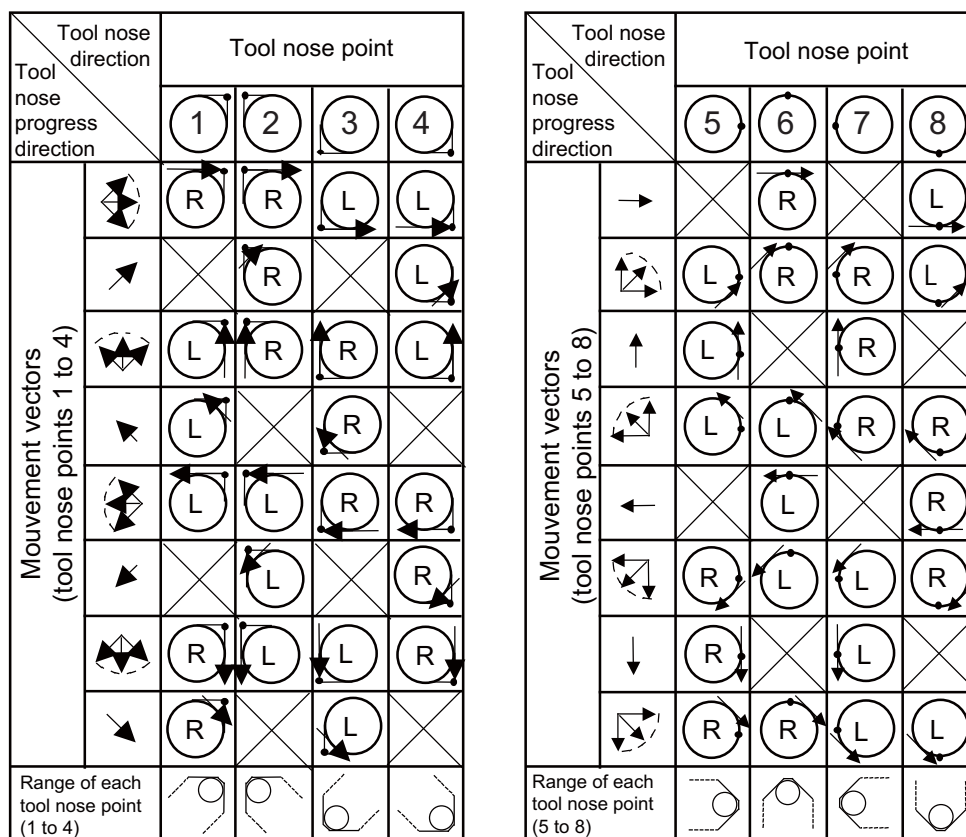 Tool nose
direction
Tool
nose
progress
direction
Tool nose point
1 2 3 4
Mouvement vectors
(tool nose points 1 to 4)
R R L L
R L
L R R L
L R
L L R R
L R
R L L R
R L
Range of each
tool nose point
(1 to 4)
Tool nose
direction
Tool
nose
progress
direction
Tool nose point
5 6 7 8
Mouvement vectors
(tool nose points 5 to 8)
R L
L R R L
L R
L L R R
L R
R L L R
R L
R R L L
Range of each
tool nose point
(5 to 8)